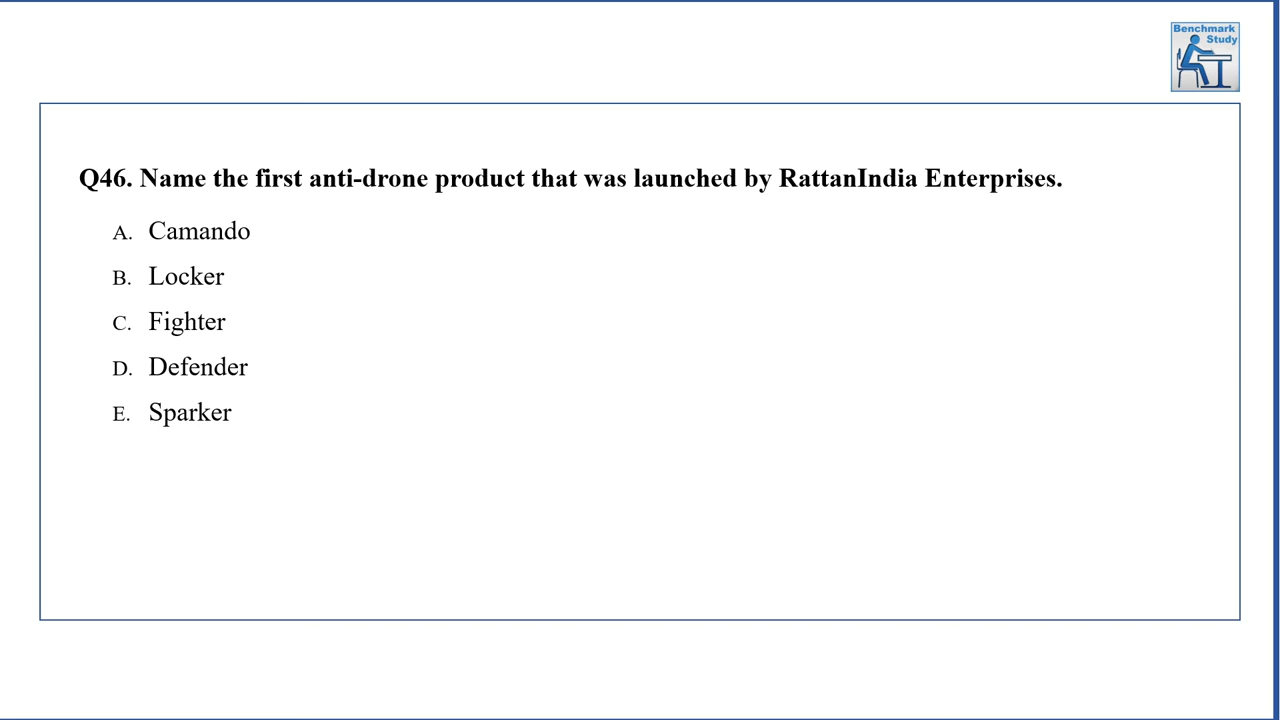 Benchmark
Study
Q46. Name the first anti-drone product that was launched by RattanIndia Enterprises.
A. Camando
B. Locker
C. Fighter
D. Defender
E. Sparker